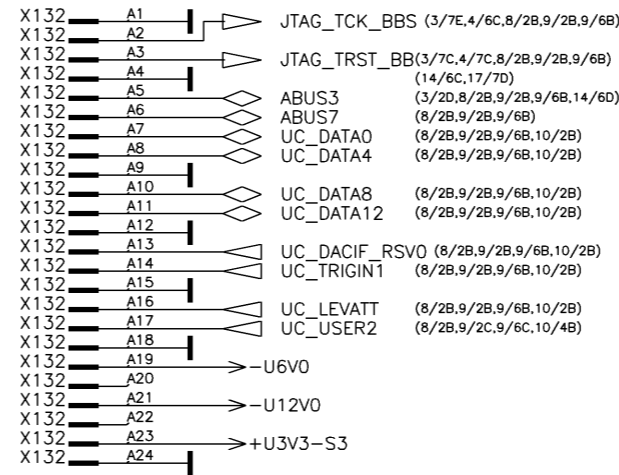 X132 A1
X132 A2 JTAG_TCK_BBS (3/7E,4/6C,8/2B,9/2B,9/6B)
X132 A3 JTAG_TRST_BB(3/7C,4/7C,8/2B,9/2B,9/6B)
X132 A4 (14/6C,17/7D)
X132 A5 ABUS3 (3/2D,8/2B,9/2B,9/6B,14/6D)
X132 A6 ABUS7 (8/2B,9/2B,9/6B)
X132 A7 UC_DATA0 (8/2B,9/2B,9/6B,10/2B)
X132 A8 UC_DATA4 (8/2B,9/2B,9/6B,10/2B)
X132 A9
X132 A10 UC_DATA8 (8/2B,9/2B,9/6B,10/2B)
X132 A11 UC_DATA12 (8/2B,9/2B,9/6B,10/2B)
X132 A12
X132 A13 UC_DACIF_RSV0 (8/2B,9/2B,9/6B,10/2B)
X132 A14 UC_TRIGIN1 (8/2B,9/2B,9/6B,10/2B)
X132 A15
X132 A16 UC_LEVATT (8/2B,9/2B,9/6B,10/2B)
X132 A17 UC_USER2 (8/2B,9/2C,9/6C,10/4B)
X132 A18
X132 A19 -U6V0
X132 A20
X132 A21 -U12V0
X132 A22
X132 A23 +U3V3-S3
X132 A24